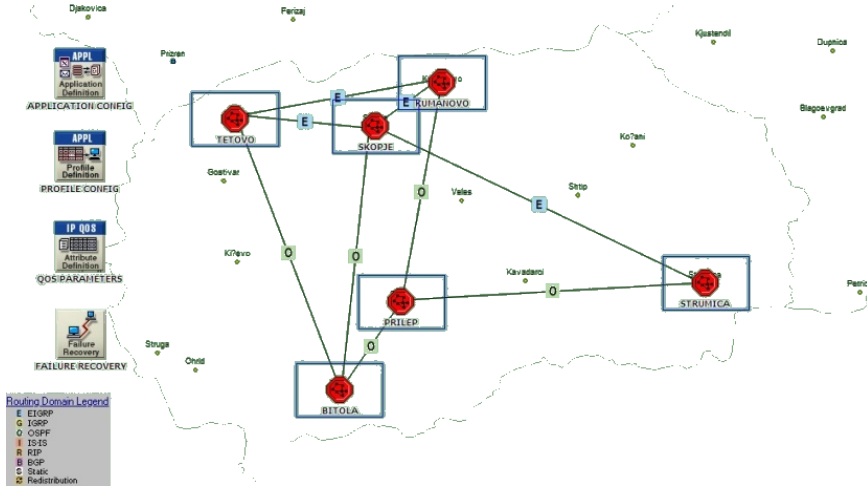 Djakovica
Ferizaj
Kjustendil
Dupnica
Prizren
APPL
Application
Definition
APPLICATION CONFIG
KUMANOVO
E
E
TETOVO
E
SKOPJE
Blagoevgrad
APPL
Profile
Definition
PROFILE CONFIG
Ko?ani
Gostivar
O
Veles
Shtip
E
IP QOS
Attribute
Definition
QOS PARAMETERS
Ki?evo
O
O
Kavadarci
O
STRUMICA
PRILEP
Failure
Recovery
FAILURE RECOVERY
Struga
Ohrid
O
BITOLA
Routing Domain Legend
E EIGRP
G IGRP
O OSPF
I IS-IS
R RIP
B BGP
S Static
Redistribution